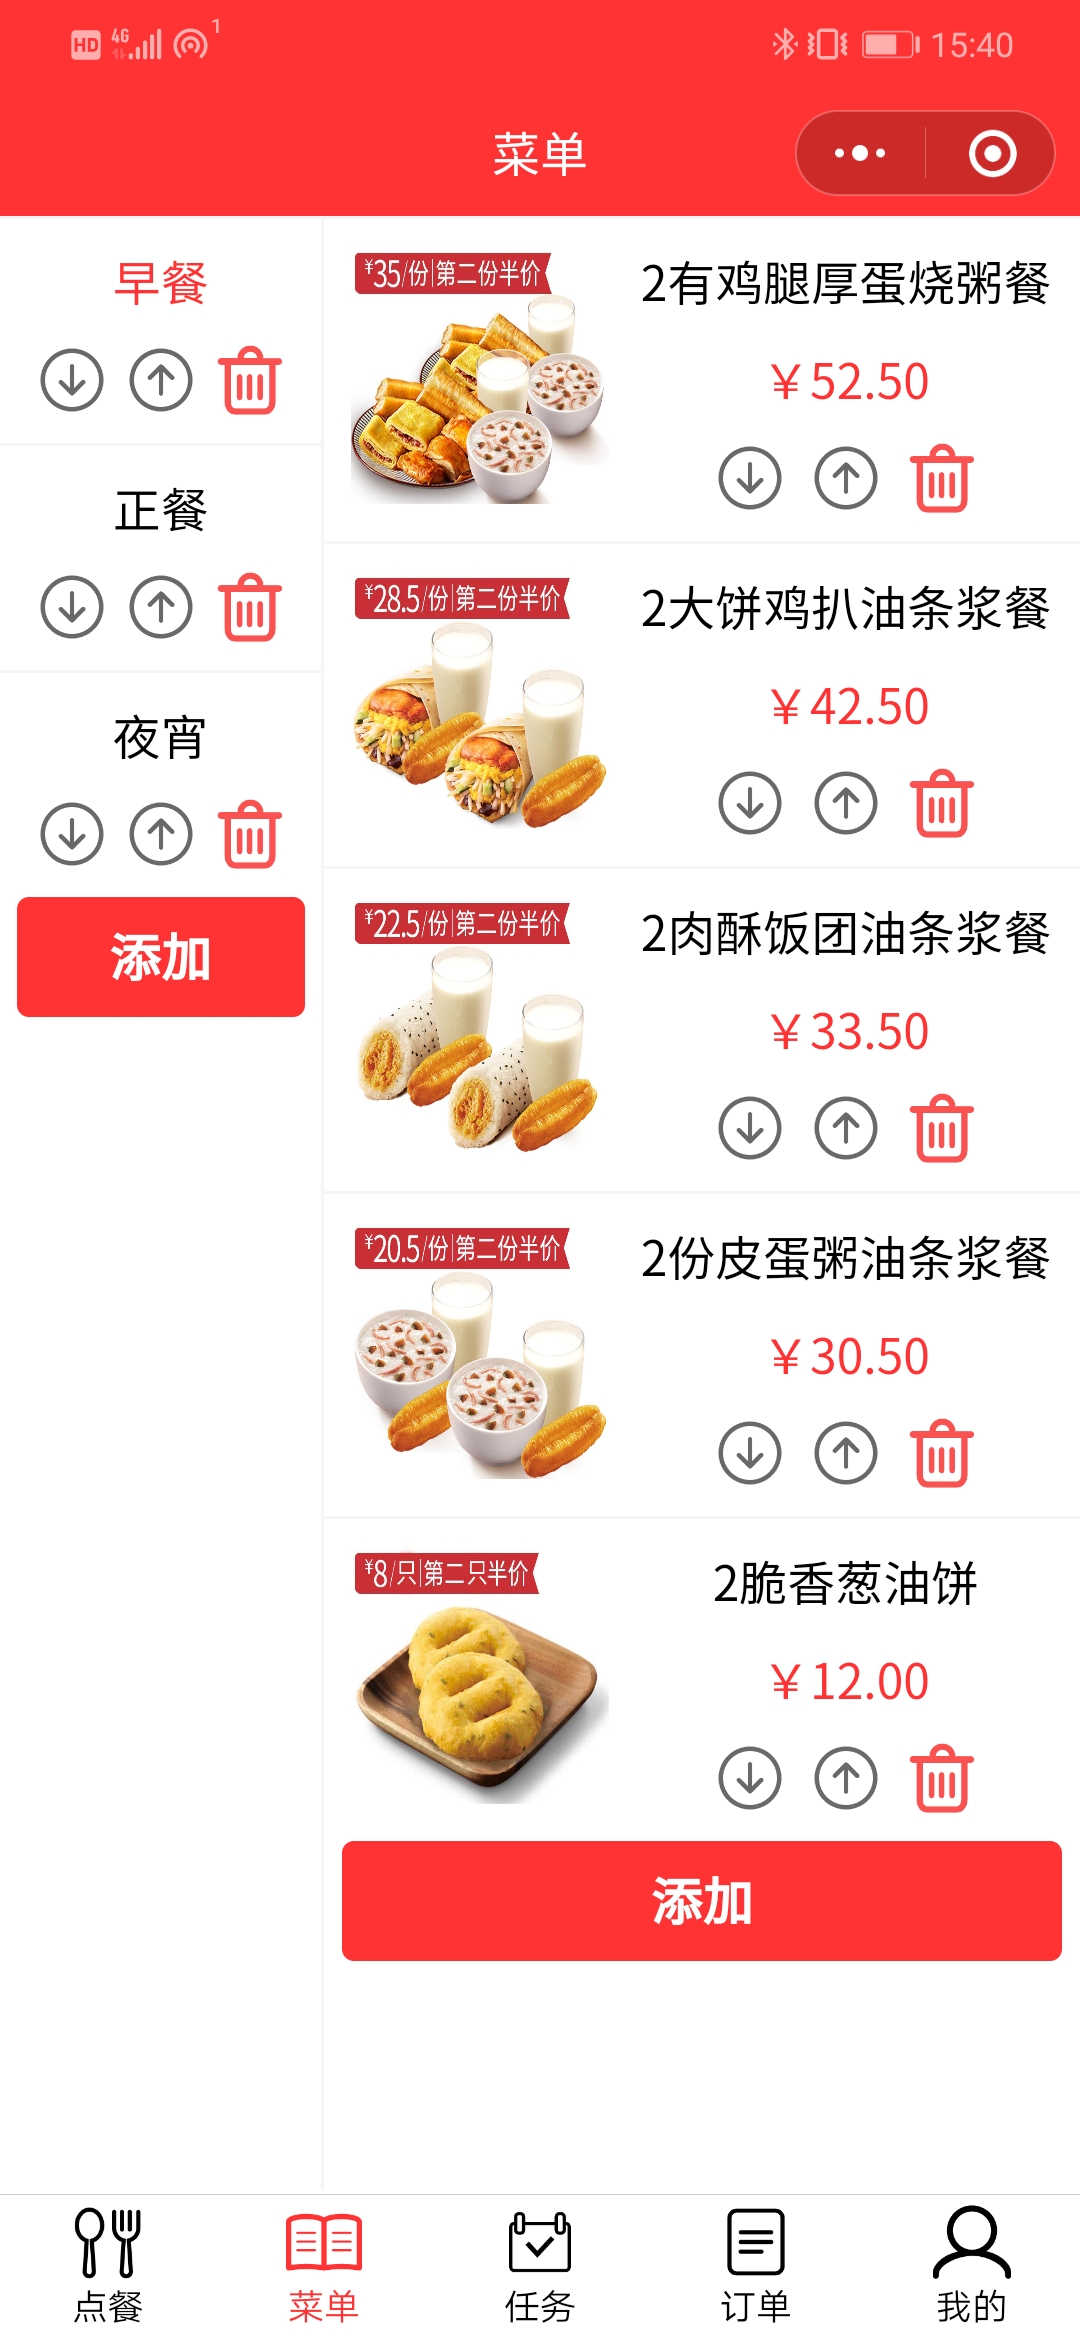 HD 4G 1 15:40
菜单
早餐
正餐
夜宵
添加
¥35/份|第二份半价
2有鸡腿厚蛋烧粥餐
￥52.50
¥28.5/份|第二份半价
2大饼鸡扒油条浆餐
￥42.50
¥22.5/份|第二份半价
2肉酥饭团油条浆餐
￥33.50
¥20.5/份|第二份半价
2份皮蛋粥油条浆餐
￥30.50
¥8/只|第二只半价
2脆香葱油饼
￥12.00
添加
点餐 菜单 任务 订单 我的